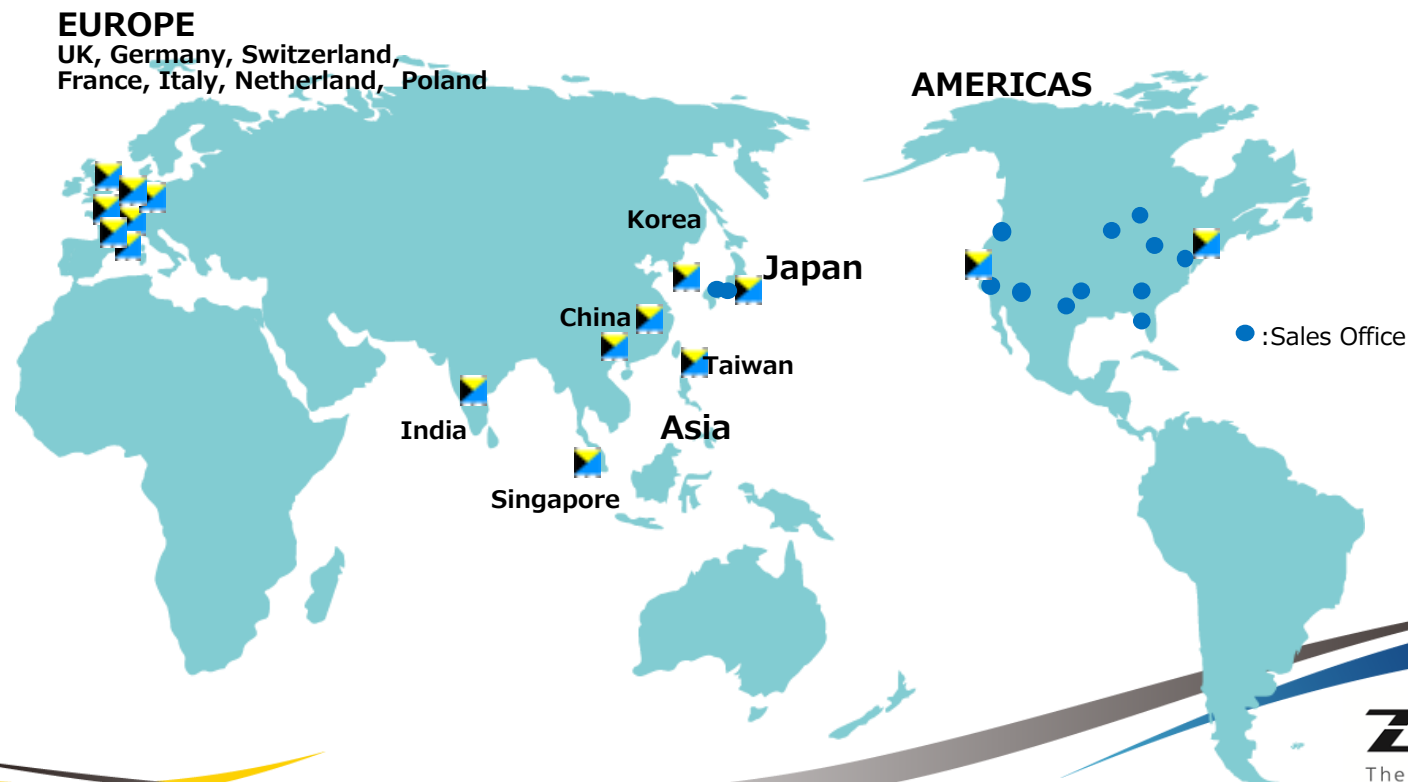 EUROPE
UK, Germany, Switzerland,
France, Italy, Netherland, Poland
AMERICAS
Korea
Japan
China
Taiwan
India
Asia
Singapore
:Sales Office
The